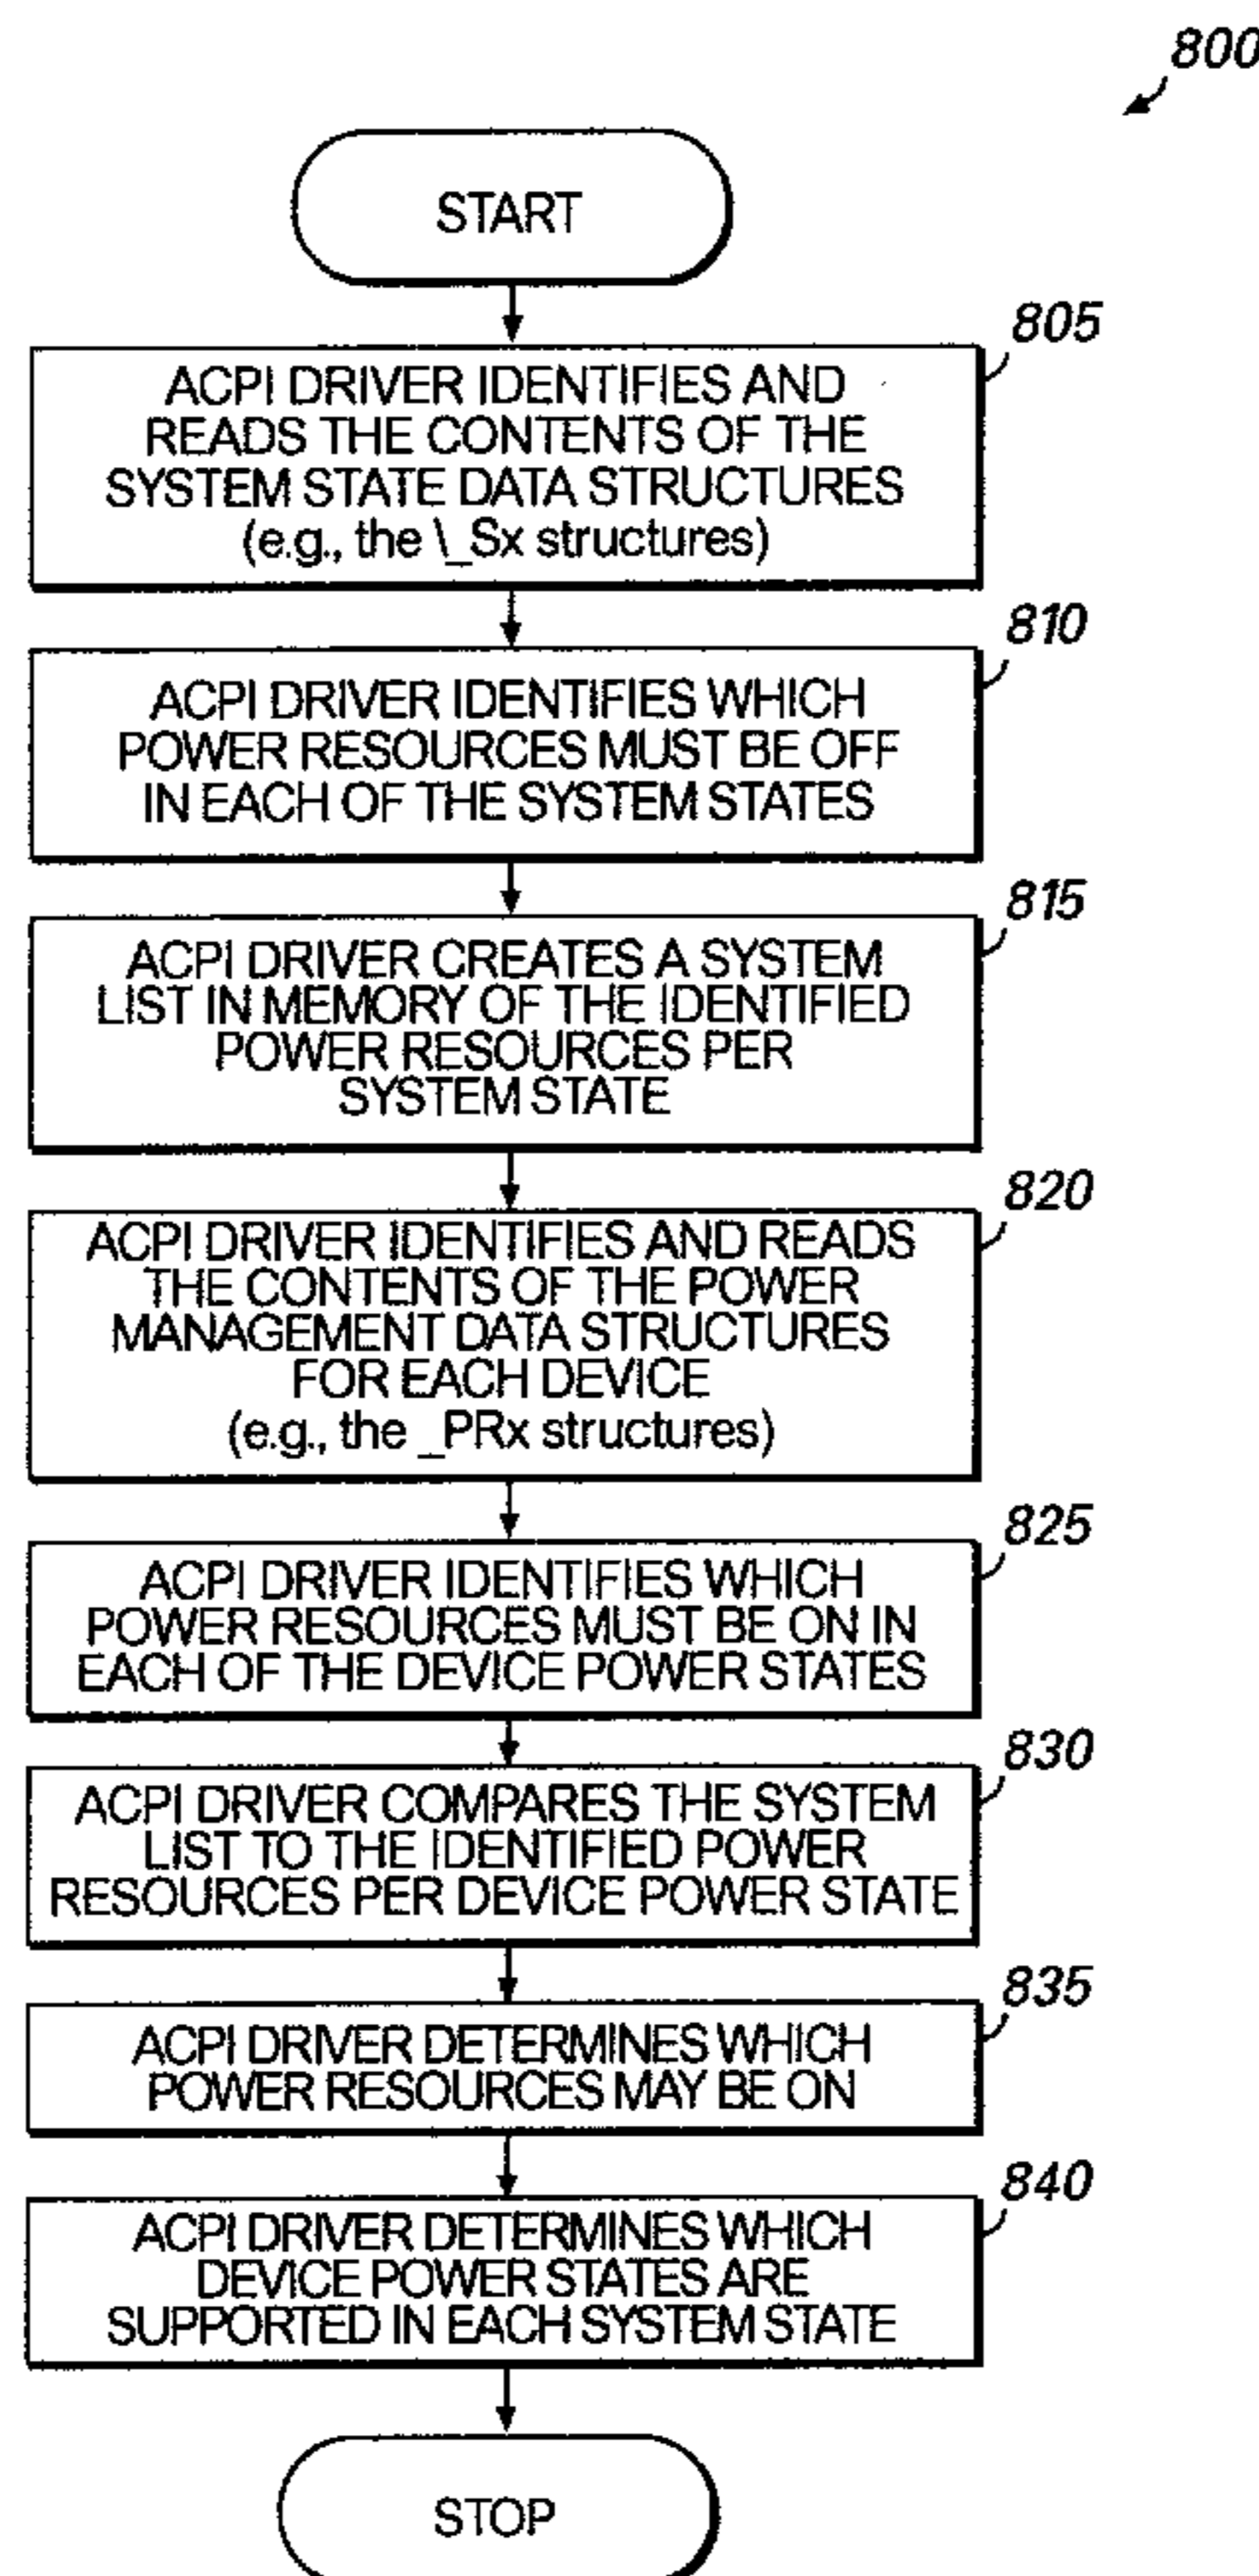 800
START
805
ACPI DRIVER IDENTIFIES AND
READS THE CONTENTS OF THE
SYSTEM STATE DATA STRUCTURES
(e.g., the \_Sx structures)
810
ACPI DRIVER IDENTIFIES WHICH
POWER RESOURCES MUST BE OFF
IN EACH OF THE SYSTEM STATES
815
ACPI DRIVER CREATES A SYSTEM
LIST IN MEMORY OF THE IDENTIFIED
POWER RESOURCES PER
SYSTEM STATE
820
ACPI DRIVER IDENTIFIES AND READS
THE CONTENTS OF THE POWER
MANAGEMENT DATA STRUCTURES
FOR EACH DEVICE
(e.g., the _PRx structures)
825
ACPI DRIVER IDENTIFIES WHICH
POWER RESOURCES MUST BE ON IN
EACH OF THE DEVICE POWER STATES
830
ACPI DRIVER COMPARES THE SYSTEM
LIST TO THE IDENTIFIED POWER
RESOURCES PER DEVICE POWER STATE
835
ACPI DRIVER DETERMINES WHICH
POWER RESOURCES MAY BE ON
840
ACPI DRIVER DETERMINES WHICH
DEVICE POWER STATES ARE
SUPPORTED IN EACH SYSTEM STATE
STOP